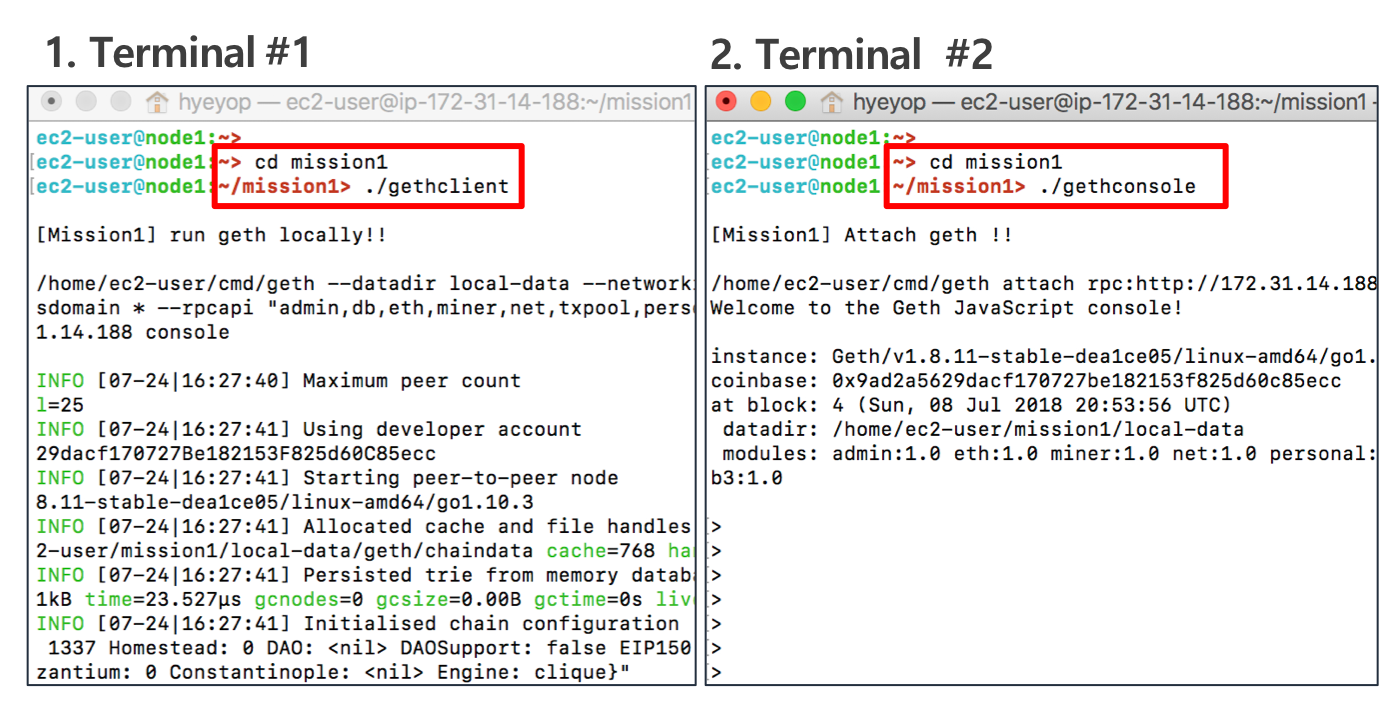 1. Terminal #1
hyeyop — ec2-user@ip-172-31-14-188:~/mission1
ec2-user@node1:~>
ec2-user@node1:~> cd mission1
ec2-user@node1:~/mission1> ./gethclient
[Mission1] run geth locally!!
/home/ec2-user/cmd/geth --datadir local-data --network
sdomain * --rpcapi "admin,db,eth,miner,net,txpool,pers
1.14.188 console
INFO [07-24|16:27:40] Maximum peer count
l=25
INFO [07-24|16:27:41] Using developer account
29dacf170727Be182153F825d60C85ecc
INFO [07-24|16:27:41] Starting peer-to-peer node
8.11-stable-dea1ce05/linux-amd64/go1.10.3
INFO [07-24|16:27:41] Allocated cache and file handles
2-user/mission1/local-data/geth/chaindata cache=768 ha
INFO [07-24|16:27:41] Persisted trie from memory datab
1kB time=23.527µs gcnodes=0 gcsize=0.00B gctime=0s liv
INFO [07-24|16:27:41] Initialised chain configuration
1337 Homestead: 0 DAO: <nil> DAOSupport: false EIP150
zantium: 0 Constantinople: <nil> Engine: clique}"
2. Terminal #2
hyeyop — ec2-user@ip-172-31-14-188:~/mission1 -
ec2-user@node1:~>
ec2-user@node1:~> cd mission1
ec2-user@node1:~/mission1> ./gethconsole
[Mission1] Attach geth !!
/home/ec2-user/cmd/geth attach rpc:http://172.31.14.188
Welcome to the Geth JavaScript console!
instance: Geth/v1.8.11-stable-dea1ce05/linux-amd64/go1.
coinbase: 0x9ad2a5629dacf170727be182153f825d60c85ecc
at block: 4 (Sun, 08 Jul 2018 20:53:56 UTC)
datadir: /home/ec2-user/mission1/local-data
modules: admin:1.0 eth:1.0 miner:1.0 net:1.0 personal:
b3:1.0
>
>
>
>
>
>
>